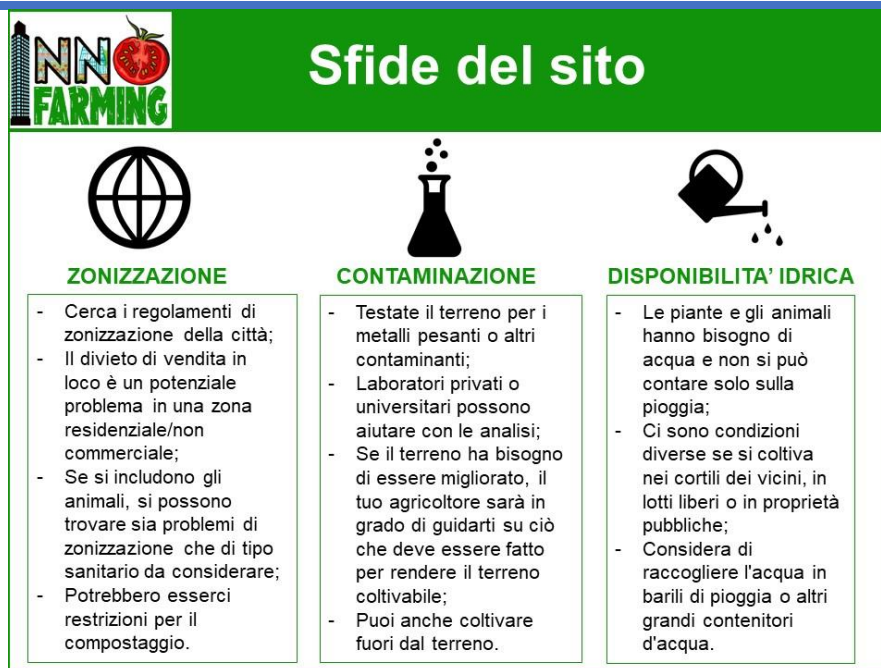 INNO
FARMING
Sfide del sito
ZONIZZAZIONE
- Cerca i regolamenti di
zonizzazione della città;
- Il divieto di vendita in
loco è un potenziale
problema in una zona
residenziale/non
commerciale;
- Se si includono gli
animali, si possono
trovare sia problemi di
zonizzazione che di tipo
sanitario da considerare;
- Potrebbero esserci
restrizioni per il
compostaggio.
CONTAMINAZIONE
- Testate il terreno per i
metalli pesanti o altri
contaminanti;
- Laboratori privati o
universitari possono
aiutare con le analisi;
- Se il terreno ha bisogno
di essere migliorato, il
tuo agricoltore sarà in
grado di guidarti su ciò
che deve essere fatto
per rendere il terreno
coltivabile;
- Puoi anche coltivare
fuori dal terreno.
DISPONIBILITA' IDRICA
- Le piante e gli animali
hanno bisogno di
acqua e non si può
contare solo sulla
pioggia;
- Ci sono condizioni
diverse se si coltiva
nei cortili dei vicini, in
lotti liberi o in proprietà
pubbliche;
- Considera di
raccogliere l'acqua in
barili di pioggia o altri
grandi contenitori
d'acqua.